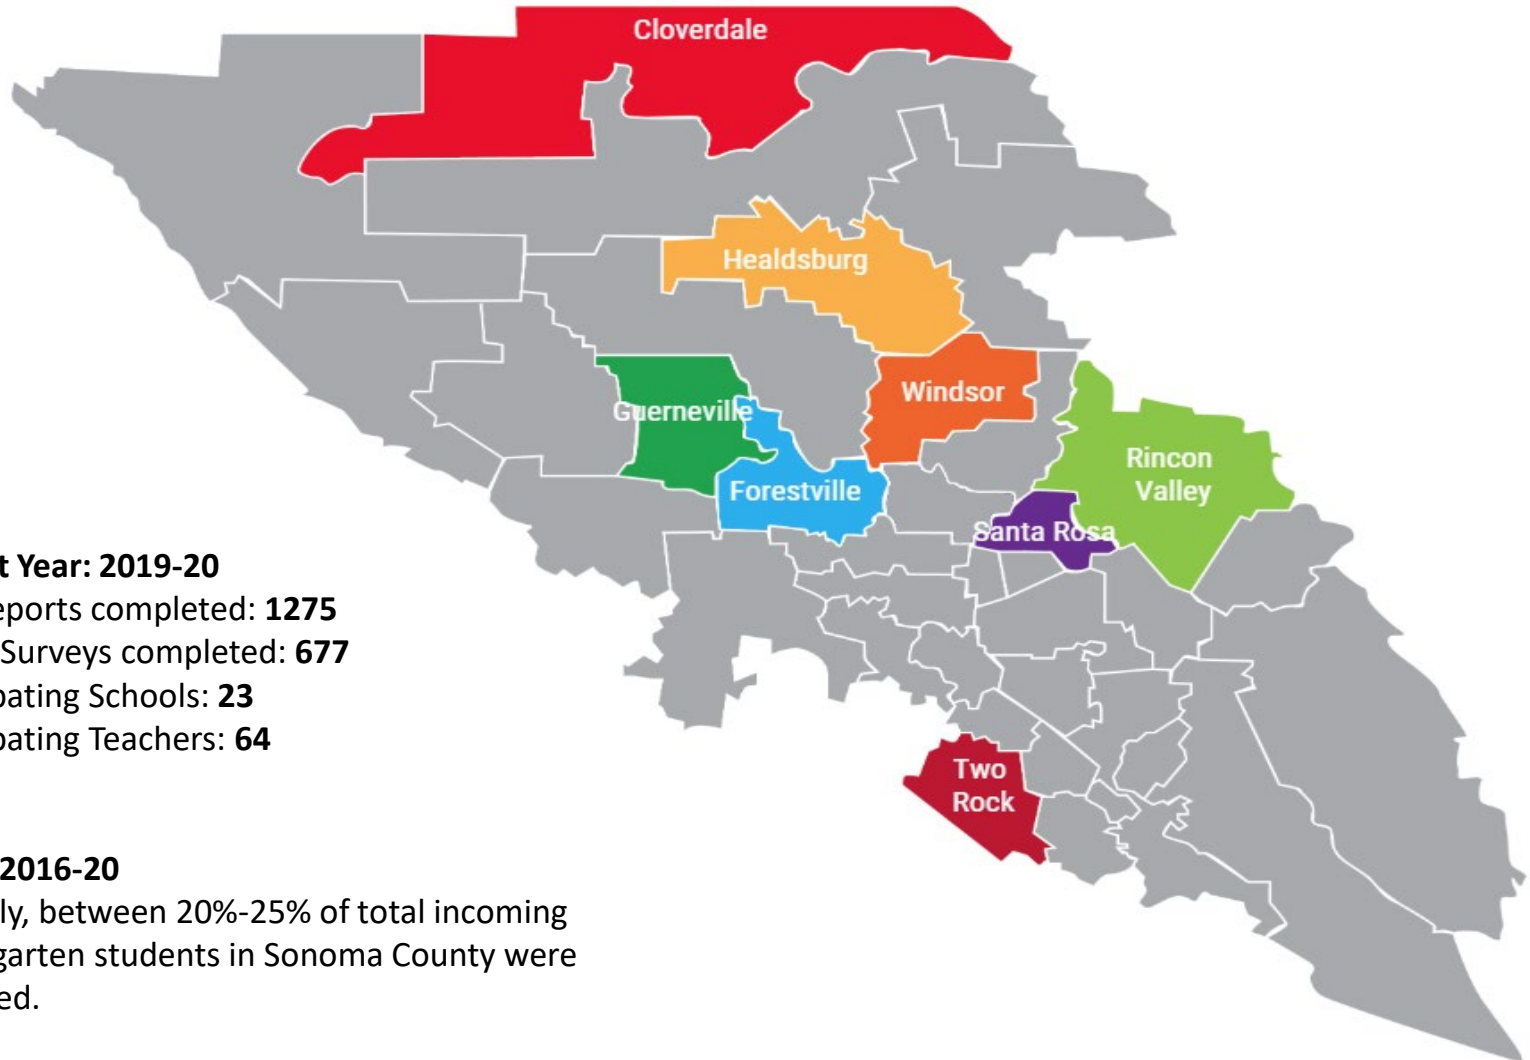 Cloverdale
Healdsburg
Windsor
Guerneville
Rincon
Valley
Forestville
Santa Rosa
t Year: 2019-20
eports completed: 1275
Surveys completed: 677
pating Schools: 23
pating Teachers: 64
Two
Rock
2016-20
ly, between 20%-25% of total incoming
garten students in Sonoma County were
ed.